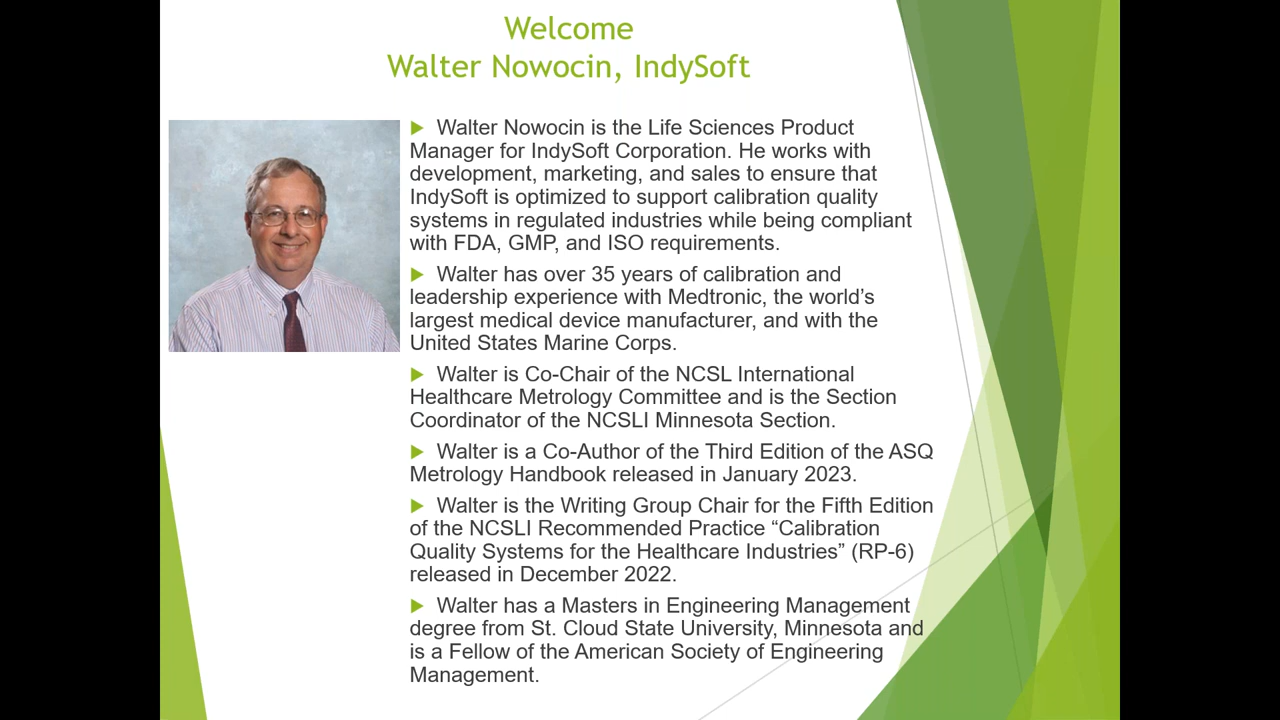 Welcome
Walter Nowocin, IndySoft
Walter Nowocin is the Life Sciences Product
Manager for IndySoft Corporation. He works with
development, marketing, and sales to ensure that
IndySoft is optimized to support calibration quality
systems in regulated industries while being compliant
with FDA, GMP, and ISO requirements.
Walter has over 35 years of calibration and
leadership experience with Medtronic, the world’s
largest medical device manufacturer, and with the
United States Marine Corps.
Walter is Co-Chair of the NCSL International
Healthcare Metrology Committee and is the Section
Coordinator of the NCSLI Minnesota Section.
Walter is a Co-Author of the Third Edition of the ASQ
Metrology Handbook released in January 2023.
Walter is the Writing Group Chair for the Fifth Edition
of the NCSLI Recommended Practice “Calibration
Quality Systems for the Healthcare Industries” (RP-6)
released in December 2022.
Walter has a Masters in Engineering Management
degree from St. Cloud State University, Minnesota and
is a Fellow of the American Society of Engineering
Management.